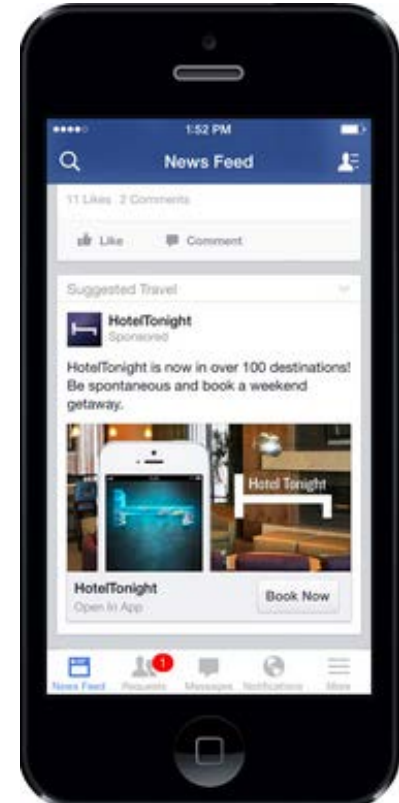 1:52 PM
News Feed
11 Likes 2 Comments
Like Comment
Suggested Travel
HotelTonight
Sponsored
HotelTonight is now in over 100 destinations!
Be spontaneous and book a weekend
getaway.
Hotel Tonight
HotelTonight
Open In App
Book Now
1
News Feed Requests Messages Notifications More